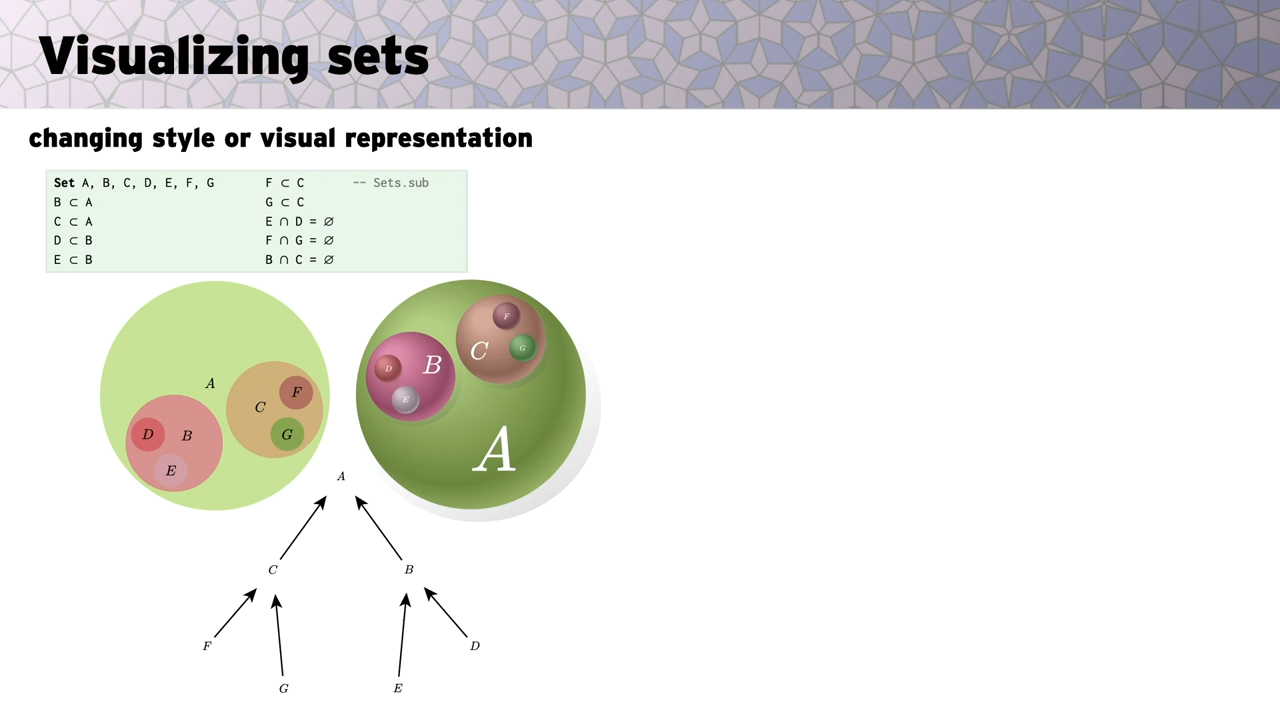 Visualizing sets
changing style or visual representation
Set A, B, C, D, E, F, G
B ⊂ A
C ⊂ A
D ⊂ B
E ⊂ B
F ⊂ C -- Sets.sub
G ⊂ C
E ∩ D = ∅
F ∩ G = ∅
B ∩ C = ∅
A
B
C
D
E
F
G
A
B
C
D
E
F
G
A
C
B
F
D
G
E